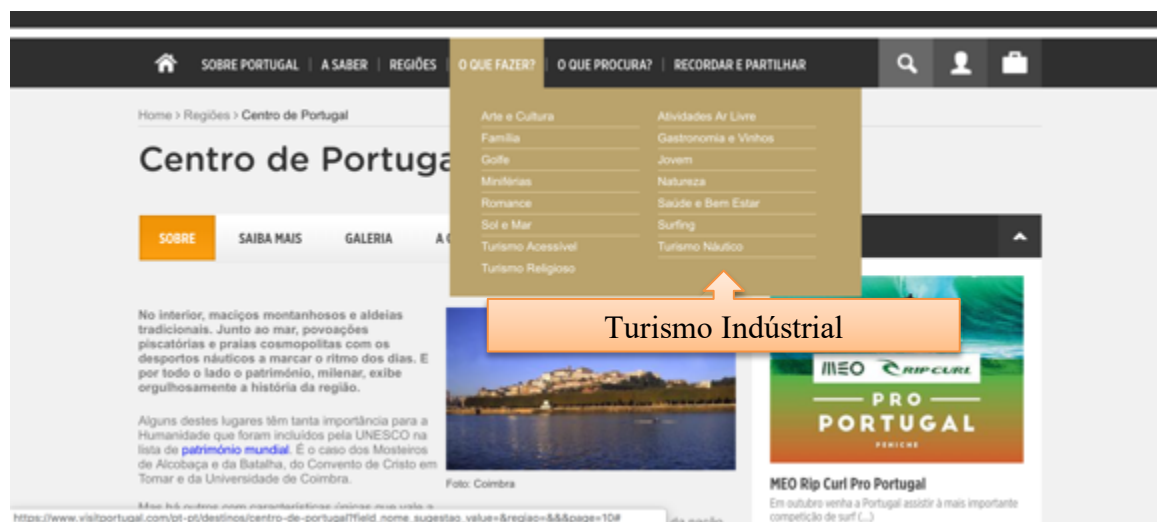 SOBRE PORTUGAL | A SABER | REGIÕES | O QUE FAZER? | O QUE PROCURA? | RECORDAR E PARTILHAR
Home > Regiões > Centro de Portugal
Centro de Portuga
Arte e Cultura
Família
Golfe
Miniférias
Romance
Sol e Mar
Turismo Acessível
Turismo Religioso
Atividades Ar Livre
Gastronomia e Vinhos
Jovem
Natureza
Saúde e Bem Estar
Surfing
Turismo Náutico
Turismo Indústrial
SOBRE
SAIBA MAIS
GALERIA
No interior, maciços montanhosos e aldeias
tradicionais. Junto ao mar, povoações
piscatórias e praias cosmopolitas com os
desportos náuticos a marcar o ritmo dos dias. E
por todo o lado o património, milenar, exibe
orgulhosamente a história da região.
Alguns destes lugares têm tanta importância para a
Humanidade que foram incluídos pela UNESCO na
lista de património mundial. É o caso dos Mosteiros
de Alcobaça e da Batalha, do Convento de Cristo em
Tomar e da Universidade de Coimbra.
Mas há outros com características únicas que vale a
Foto: Coimbra
MEO RIP CURL
PRO
PORTUGAL
PENICHE
MEO Rip Curl Pro Portugal
Em outubro venha a Portugal assistir à mais importante
competição de surf (...)
https://www.visitportugal.com/pt-pt/destinos/centro-de-portugal?field_nome_sugestao_value=&regiao=&&&page=10#